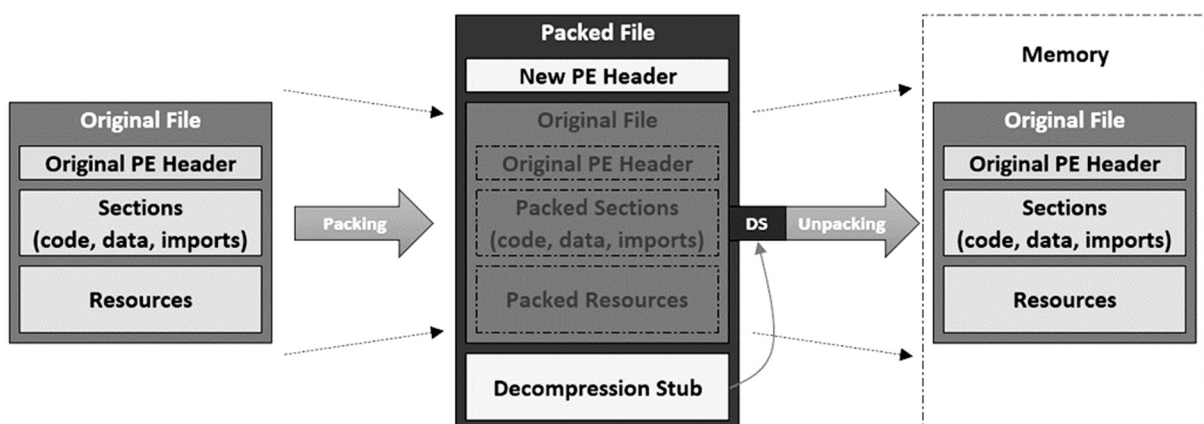 Original File
Original PE Header
Sections
(code, data, imports)
Resources
Packing
Packed File
New PE Header
Original File
Original PE Header
Packed Sections
(code, data, imports)
Packed Resources
Decompression Stub
DS
Unpacking
Memory
Original File
Original PE Header
Sections
(code, data, imports)
Resources